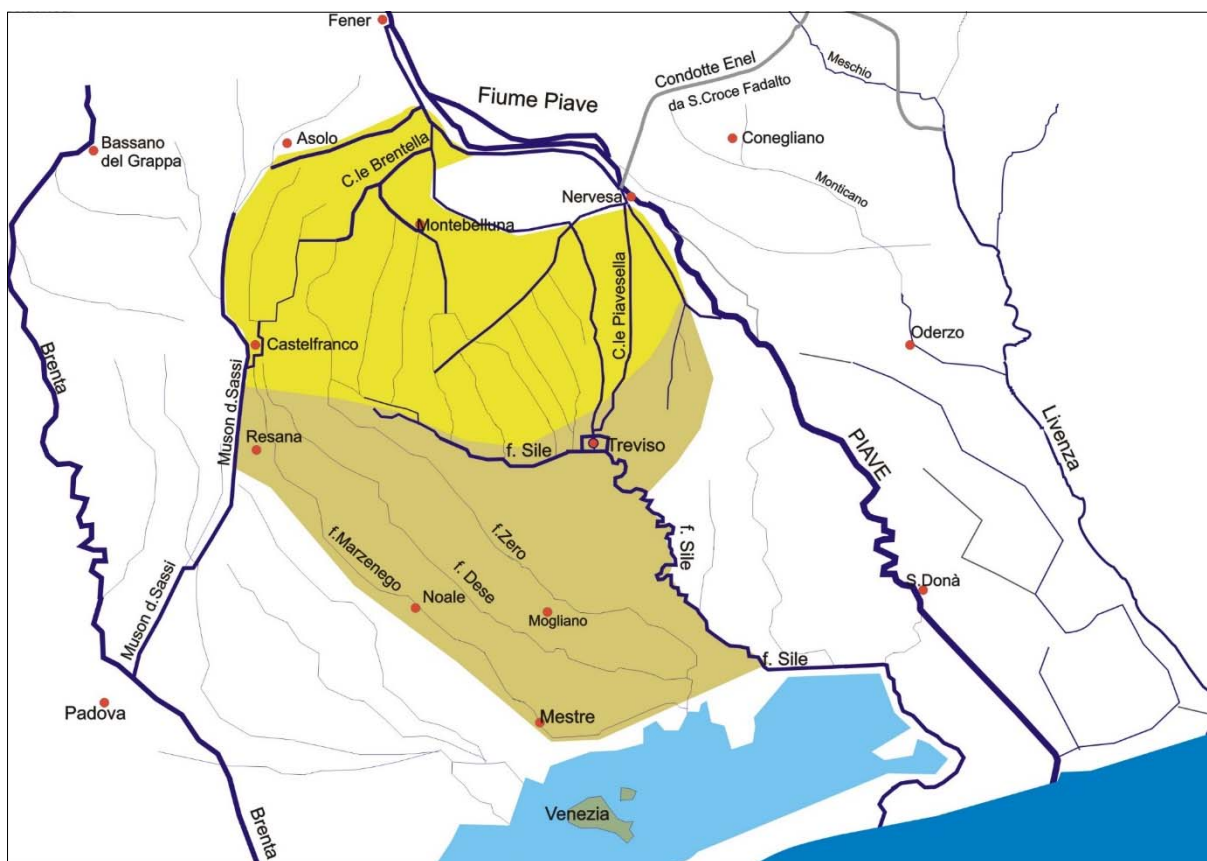 Fener
Condotte Enel
da S.Croce Fadalto
Meschio
Fiume Piave
Bassano
del Grappa
Asolo
C.le Brentella
Conegliano
Monticano
Nervesa
Montebelluna
C.le Piavesella
Oderzo
Castelfranco
Brenta
Muson d.Sassi
Resana
f. Sile
Treviso
PIAVE
Livenza
f.Zero
f.Marzenego
f. Dese
f. Sile
S.Donà
Noale
Mogliano
Muson d.Sassi
f. Sile
Padova
Mestre
Venezia
Brenta